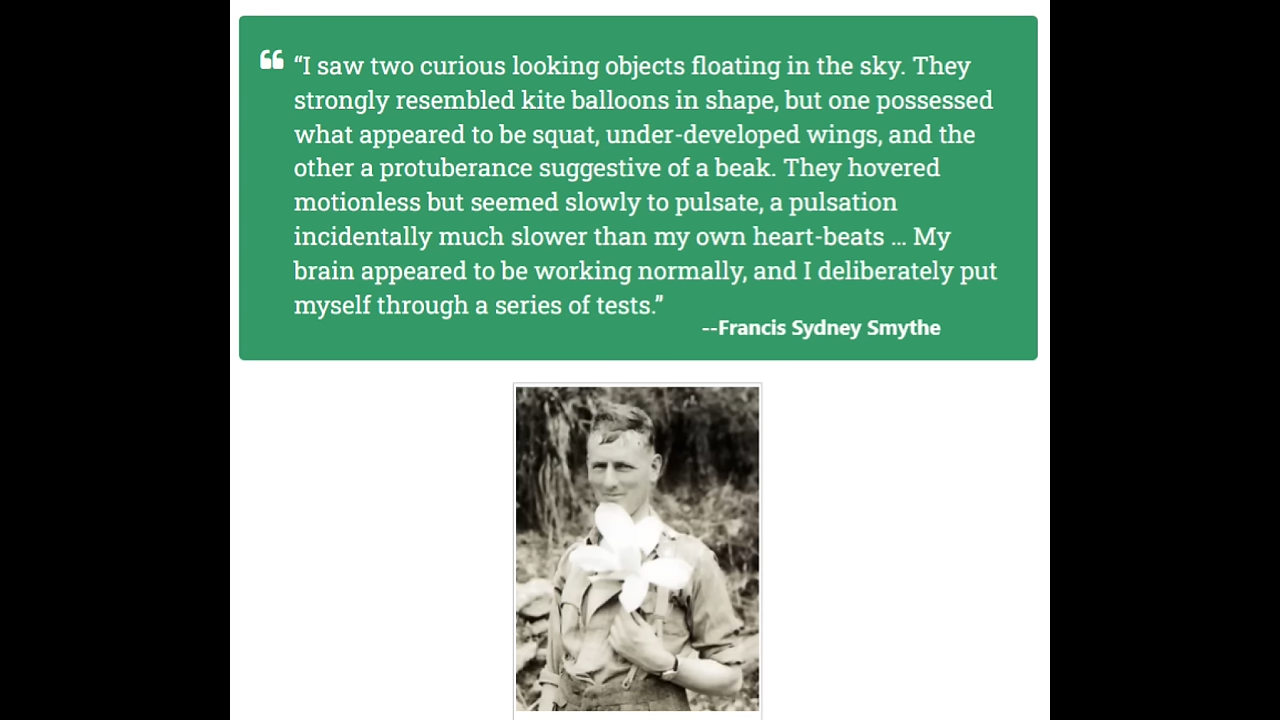 “I saw two curious looking objects floating in the sky. They
strongly resembled kite balloons in shape, but one possessed
what appeared to be squat, under-developed wings, and the
other a protuberance suggestive of a beak. They hovered
motionless but seemed slowly to pulsate, a pulsation
incidentally much slower than my own heart-beats ... My
brain appeared to be working normally, and I deliberately put
myself through a series of tests.”
--Francis Sydney Smythe